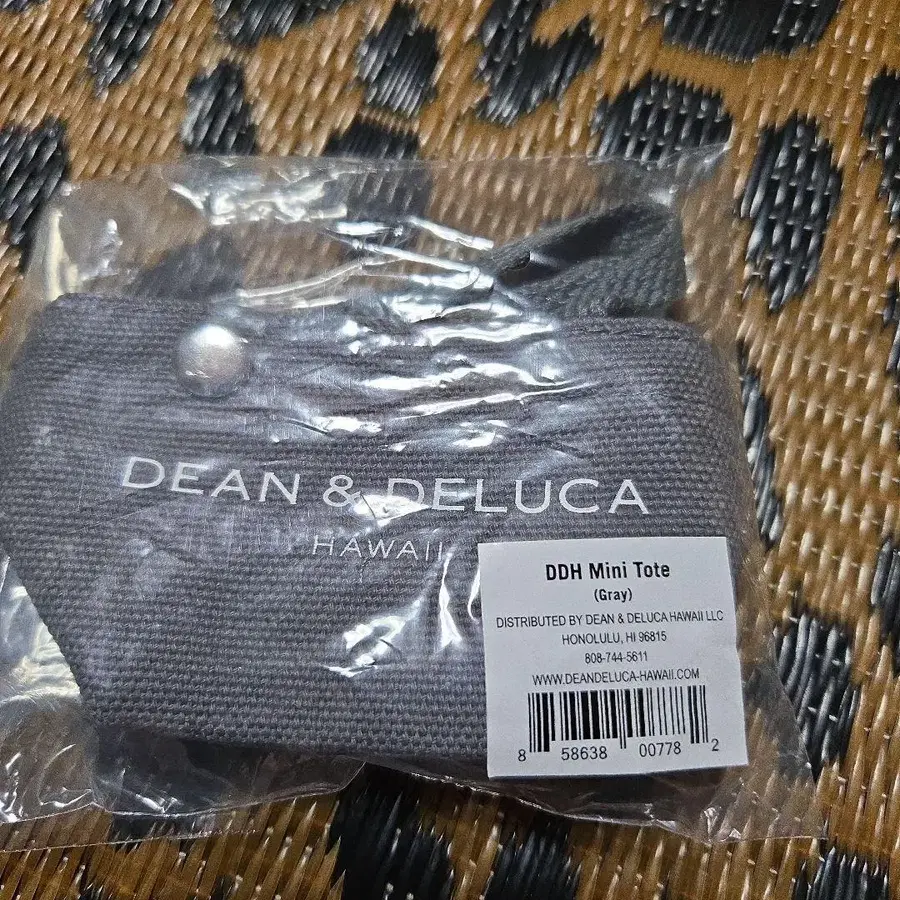 DEAN & DELUCA
HAWAII
DDH Mini Tote
(Gray)
DISTRIBUTED BY DEAN & DELUCA HAWAII LLC
HONOLULU, HI 96815
808-744-5611
WWW.DEANDELUCA-HAWAII.COM
8 58638 00778 2